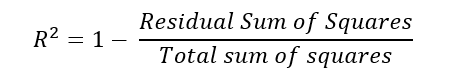 R² = 1 − Residual Sum of Squares / Total sum of squares